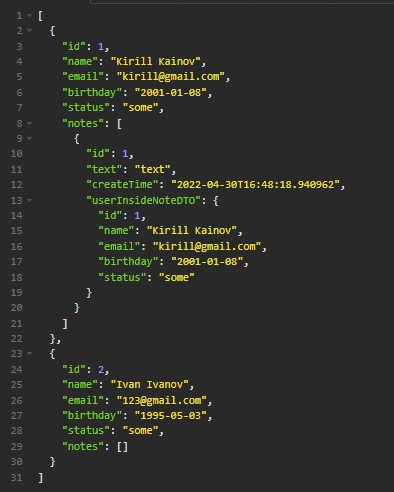 1 [
2 {
3 "id": 1,
4 "name": "Kirill Kainov",
5 "email": "kirill@gmail.com",
6 "birthday": "2001-01-08",
7 "status": "some",
8 "notes": [
9 {
10 "id": 1,
11 "text": "text",
12 "createTime": "2022-04-30T16:48:18.940962",
13 "userInsideNoteDTO": {
14 "id": 1,
15 "name": "Kirill Kainov",
16 "email": "kirill@gmail.com",
17 "birthday": "2001-01-08",
18 "status": "some"
19 }
20 }
21 ]
22 },
23 {
24 "id": 2,
25 "name": "Ivan Ivanov",
26 "email": "123@gmail.com",
27 "birthday": "1995-05-03",
28 "status": "some",
29 "notes": []
30 }
31 ]